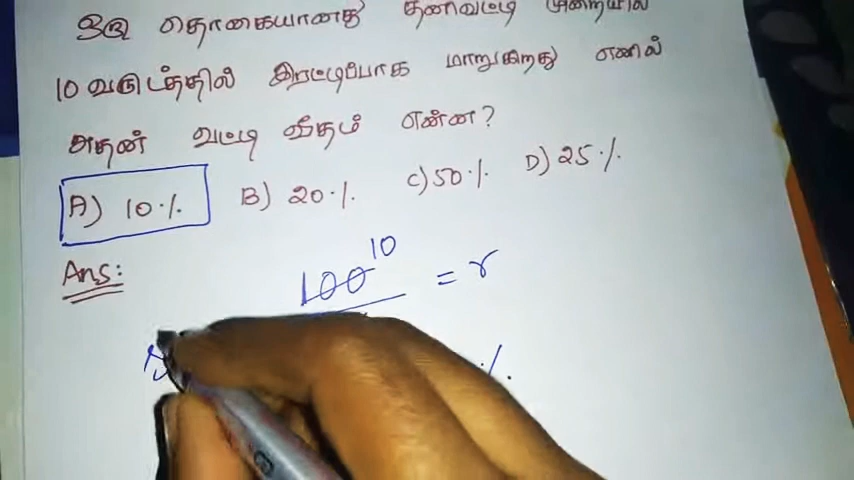 ஒரு தொகையானது தனிவட்டி முறையில்
10 வருடத்தில் இரட்டிப்பாக மாறுகிறது எனில்
அதன் வட்டி வீதம் என்ன?
A) 10 % B) 20 % C) 50 % D) 25 %
Ans:
100 10 = r
%